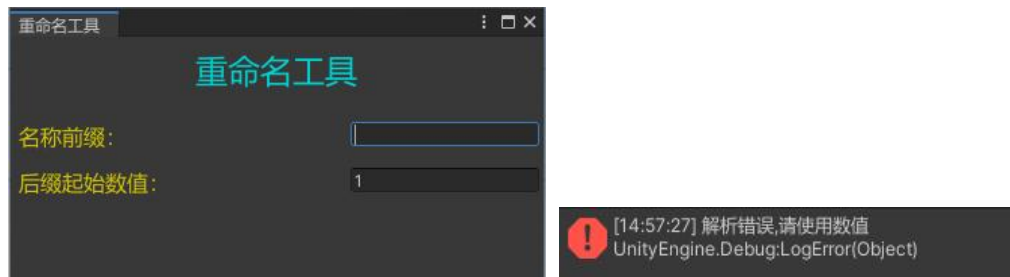 重命名工具
重命名工具
名称前缀:
后缀起始数值:
1
[14:57:27] 解析错误,请使用数值
UnityEngine.Debug:LogError(Object)